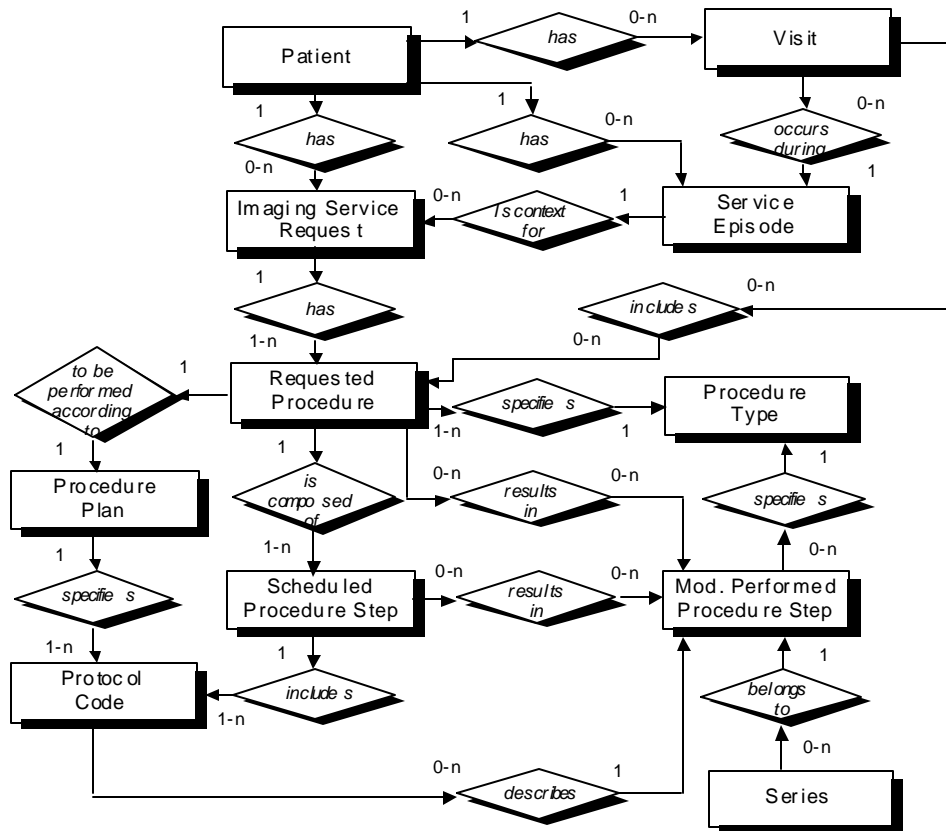 1
0-n
has
Visit
Patient
1
1
0-n
0-n
has
has
occurs
during
0-n
0-n
1
1
Imaging Service
Request
Is context
for
Service
Episode
1
0-n
has
includes
1-n
0-n
to be
performed
according
to
1
Requested
Procedure
specifies
Procedure
Type
1-n
1
1
1
1
Procedure
Plan
is
composed
of
0-n
results
in
0-n
specifies
1
1-n
0-n
0-n
0-n
specifies
Scheduled
Procedure Step
results
in
Mod. Performed
Procedure Step
1-n
1
1
Protocol
Code
includes
belongs
to
1-n
0-n
0-n
1
describes
Series